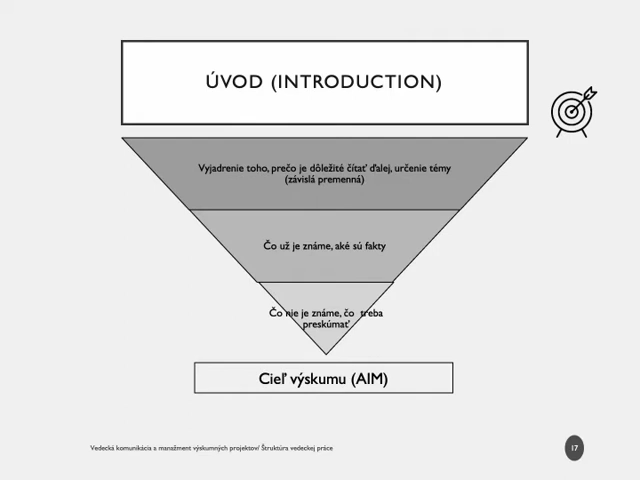 ÚVOD (INTRODUCTION)
Vyjadrenie toho, prečo je dôležité čítať ďalej, určenie témy
(závislá premenná)
Čo už je známe, aké sú fakty
Čo nie je známe, čo treba
preskúmať
Cieľ výskumu (AIM)
Vedecká komunikácia a manažment výskumných projektov/ Štruktúra vedeckej práce
17